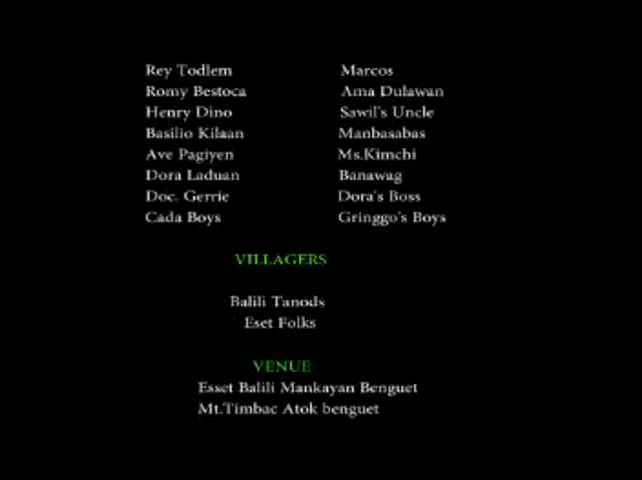 Rey Todlem Marcos
Romy Bestoca Ama Dulawan
Henry Dino Sawil's Uncle
Basilio Kilaan Manbasabas
Ave Pagiyen Ms.Kimchi
Dora Laduan Banawag
Doc. Gerrie Dora's Boss
Cada Boys Gringgo's Boys
VILLAGERS
Balili Tanods
Eset Folks
VENUE
Esset Balili Mankayan Benguet
Mt.Timbac Atok benguet